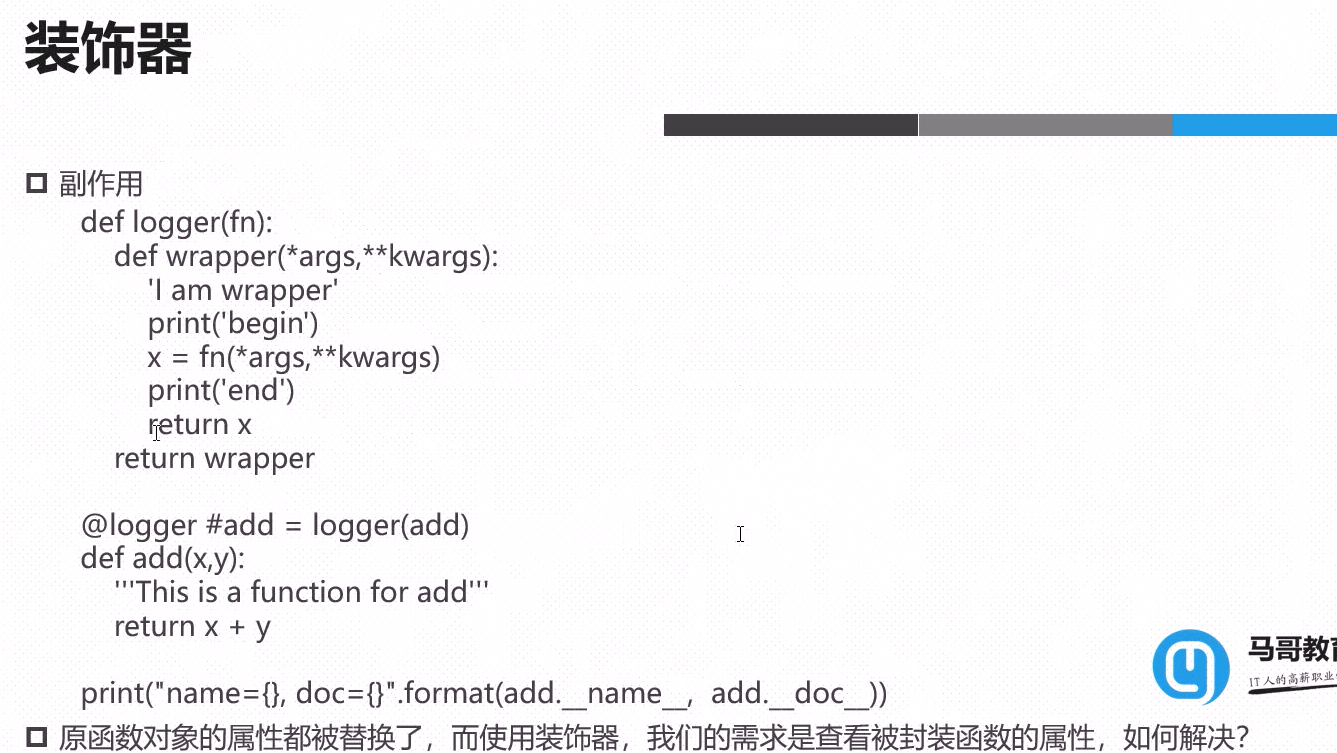 装饰器
副作用
def logger(fn):
    def wrapper(*args,**kwargs):
        'I am wrapper'
        print('begin')
        x = fn(*args,**kwargs)
        print('end')
        return x
    return wrapper
@logger #add = logger(add)
def add(x,y):
    '''This is a function for add'''
    return x + y
print("name={}, doc={}".format(add.__name__, add.__doc__))
原函数对象的属性都被替换了，而使用装饰器，我们的需求是查看被封装函数的属性，如何解决？
马哥教育
IT人的高薪职业